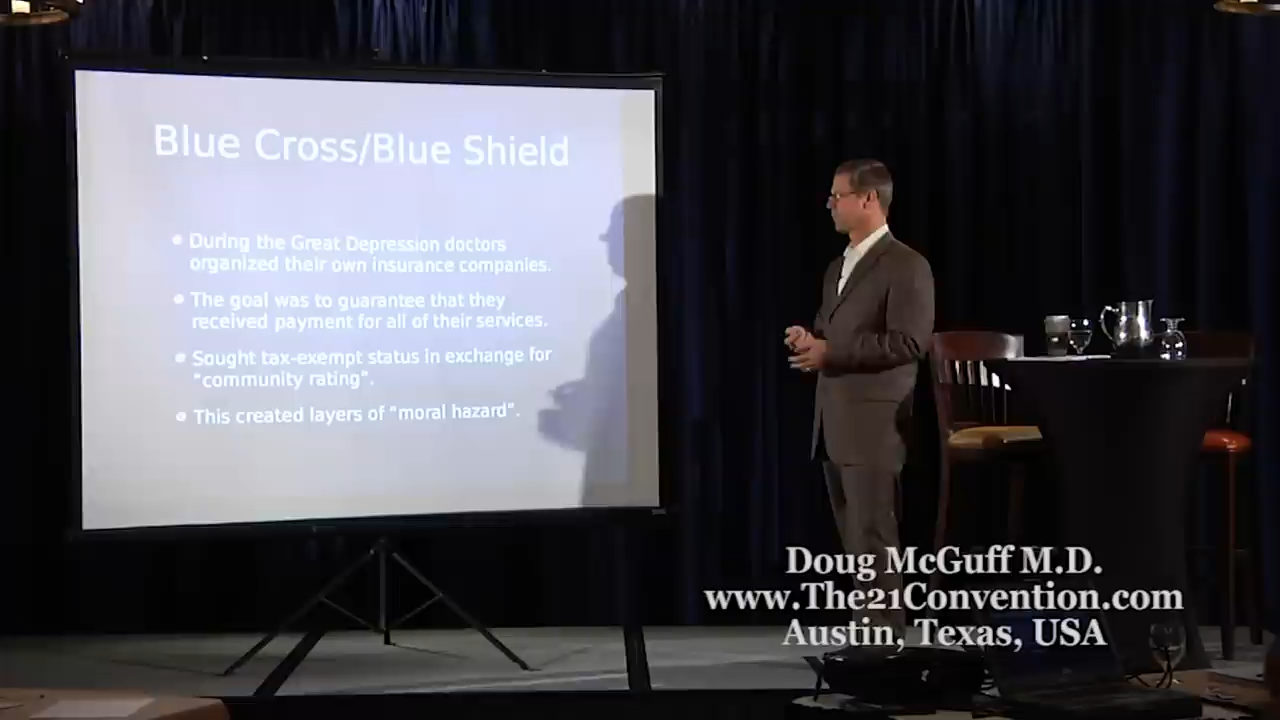 Blue Cross/Blue Shield
• During the Great Depression doctors
organized their own insurance companies.
• The goal was to guarantee that they
received payment for all of their services.
• Sought tax-exempt status in exchange for
"community rating".
• This created layers of "moral hazard".
Doug McGuff M.D.
www.The21Convention.com
Austin, Texas, USA